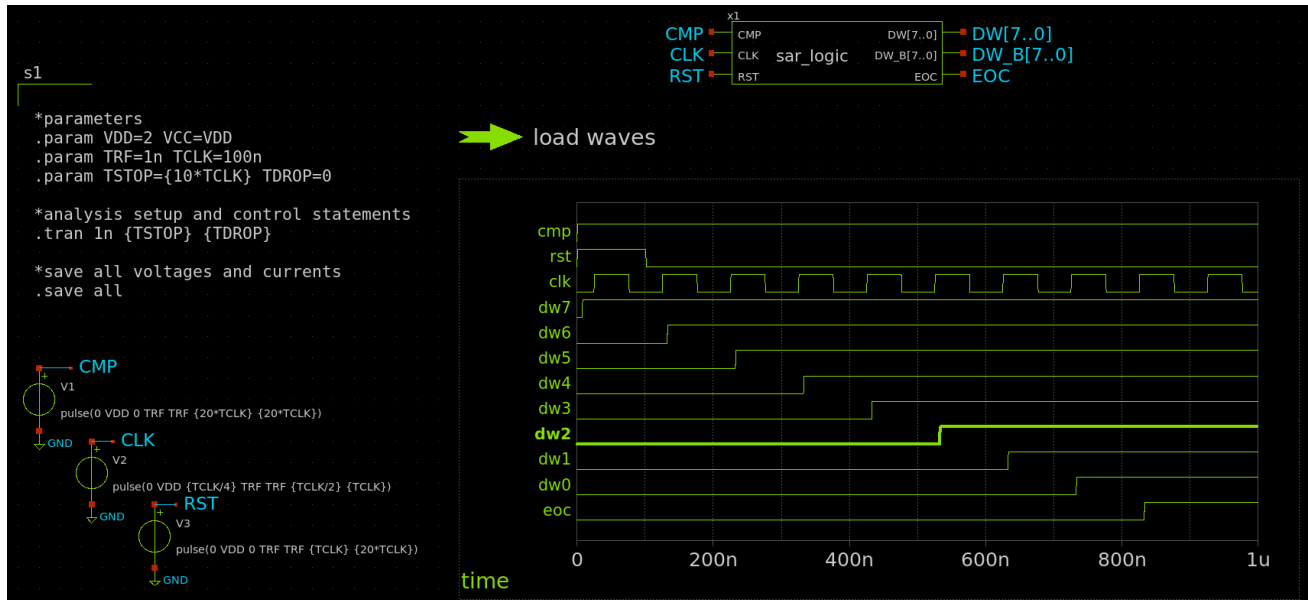 x1
CMP CMP DW[7..0] DW[7..0]
CLK CLK sar_logic DW_B[7..0] DW_B[7..0]
RST RST EOC EOC
s1
*parameters
.param VDD=2 VCC=VDD
.param TRF=1n TCLK=100n
.param TSTOP={10*TCLK} TDROP=0
*analysis setup and control statements
.tran 1n {TSTOP} {TDROP}
*save all voltages and currents
.save all
load waves
CMP
+
V1
pulse(0 VDD 0 TRF TRF {20*TCLK} {20*TCLK})
GND
CLK
+
V2
pulse(0 VDD {TCLK/4} TRF TRF {TCLK/2} {TCLK})
GND
RST
+
V3
pulse(0 VDD 0 TRF TRF {TCLK} {20*TCLK})
GND
cmp
rst
clk
dw7
dw6
dw5
dw4
dw3
dw2
dw1
dw0
eoc
0 200n 400n 600n 800n 1u
time